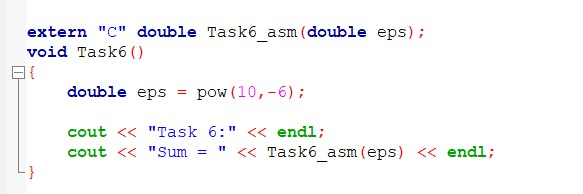 extern "C" double Task6_asm(double eps);
void Task6()
{
    double eps = pow(10,-6);

    cout << "Task 6:" << endl;
    cout << "Sum = " << Task6_asm(eps) << endl;
}